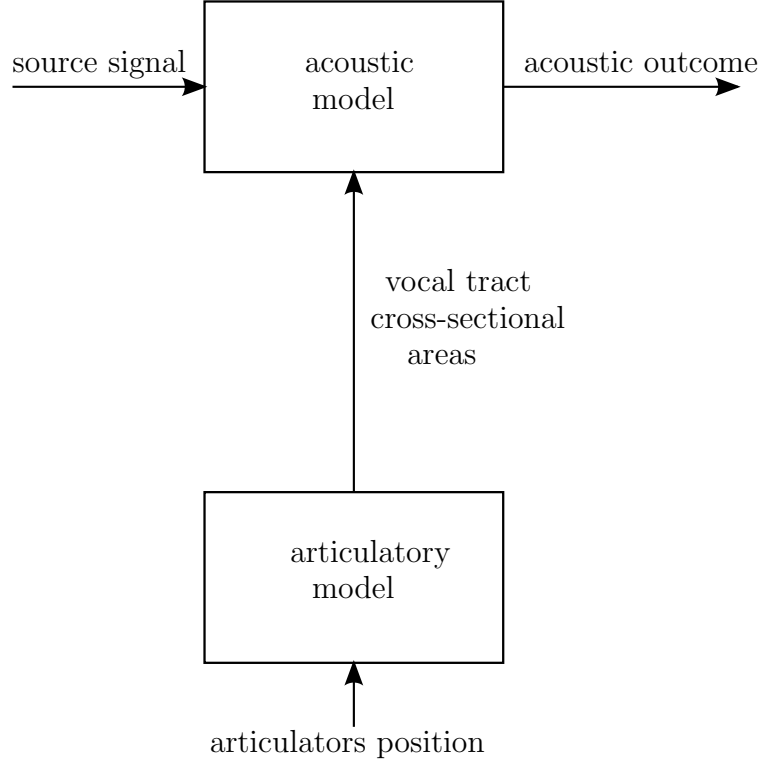 source signal
acoustic
model
acoustic outcome
vocal tract
cross-sectional
areas
articulatory
model
articulators position